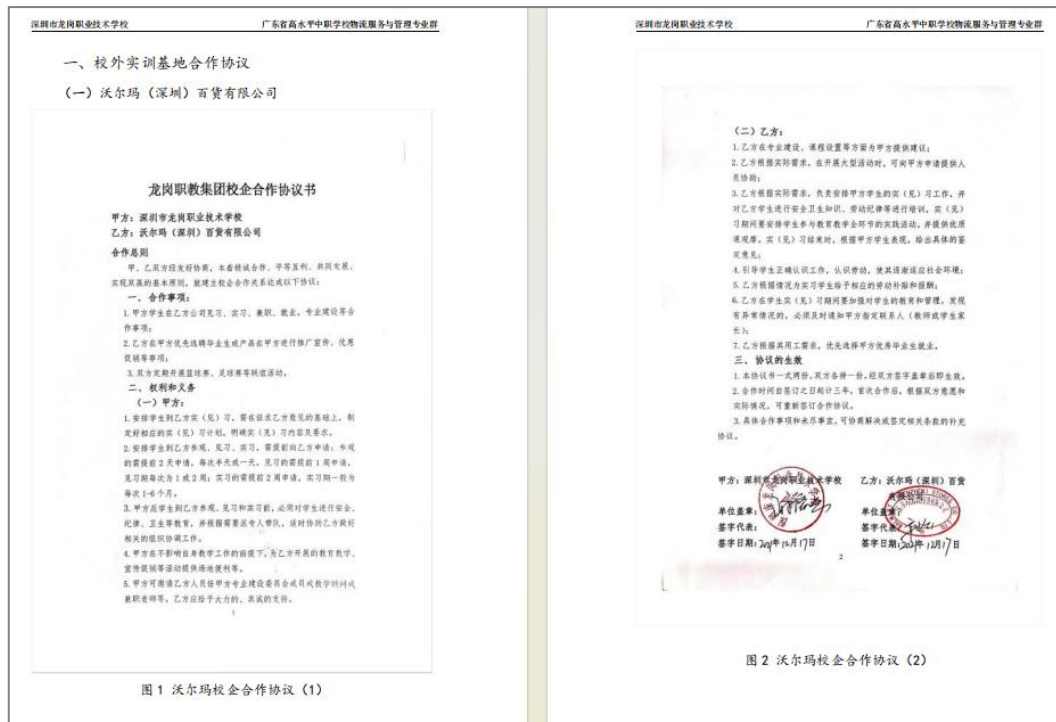 深圳市龙岗职业技术学校
广东省高水平中职学校物流服务与管理专业群
一、校外实训基地合作协议
（一）沃尔玛（深圳）百货有限公司
龙岗职教集团校企合作协议书
甲方：深圳市龙岗职业技术学校
乙方：沃尔玛（深圳）百货有限公司
合作总则
甲、乙双方经友好协商，本着精诚合作、平等互利、共同发展、
实现双赢的基本原则，就建立校企合作关系达成以下协议：
一、合作事项：
1.甲方学生在乙方公司见习、实习、兼职、就业，专业建设等合
作事项；
2.乙方在甲方优先选聘毕业生或产品在甲方进行推广宣传、优惠
促销等事项；
3.双方定期开展篮球赛、足球赛等联谊活动。
二、权利和义务
（一）甲方：
1.安排学生到乙方实（见）习，需在征求乙方意见的基础上，制
定好相应的实（见）习计划，明确实（见）习内容及要求。
2.安排学生到乙方参观、见习、实习，需提前向乙方申请：参观
的需提前2天申请，每次半天或一天，见习的需提前1周申请，
见习期每次为1或2周；实习的需提前2周申请，实习期一般为
每次1-6个月。
3.甲方派学生到乙方参观、见习和实习前，必须对学生进行安全、
纪律、卫生等教育，并根据需要派专人带队，适时协助乙方做好
相关的组织协调工作。
4.甲方在不影响自身教学工作的前提下，为乙方开展的教育教学、
宣传促销等活动提供场地便利等。
5.甲方可邀请乙方人员任甲方专业建设委员会成员或教学顾问或
兼职老师等，乙方应给予大力的、真诚的支持。
1
图1 沃尔玛校企合作协议（1）
深圳市龙岗职业技术学校
广东省高水平中职学校物流服务与管理专业群
（二）乙方：
1.乙方在专业建设、课程设置等方面为甲方提供建议；
2.乙方根据实际需求，在开展大型活动时，可向甲方申请提供人
员协助；
3.乙方根据实际需求，负责安排甲方学生的实（见）习工作，并
对乙方学生进行安全卫生知识、劳动纪律等进行培训，实（见）
习期间要安排学生参与教育教学全环节的实践活动，并提供优质
课观摩。实（见）习结束时，根据甲方学生表现，给出具体的鉴
定意见；
4.引导学生正确认识工作，认识劳动，使其逐渐适应社会环境；
5.乙方根据情况为实习学生给予相应的劳动补贴和报酬；
6.乙方在学生实（见）习期间要加强对学生的教育和管理，发现
有异常情况的，必须及时通知甲方指定联系人（教师或学生家
长）；
7.乙方根据其用工需求，优先选择甲方优秀毕业生就业。
三、协议的生效
1.本协议书一式两份，双方各持一份，经双方签字盖章后即生效。
2.合作时间自签订之日起计三年，首次合作后，根据双方意愿和
实际情况，可重新签订合作协议。
3.具体合作事项和未尽事宜，可协商解决或签定相关条款的补充
协议。
甲方：深圳市龙岗职业技术学校
乙方：沃尔玛（深圳）百货
有限公司
单位盖章：
单位盖章：
签字代表：
签字代表：
签字日期：2021年12月17日
签字日期：2021年12月17日
2
图2 沃尔玛校企合作协议（2）